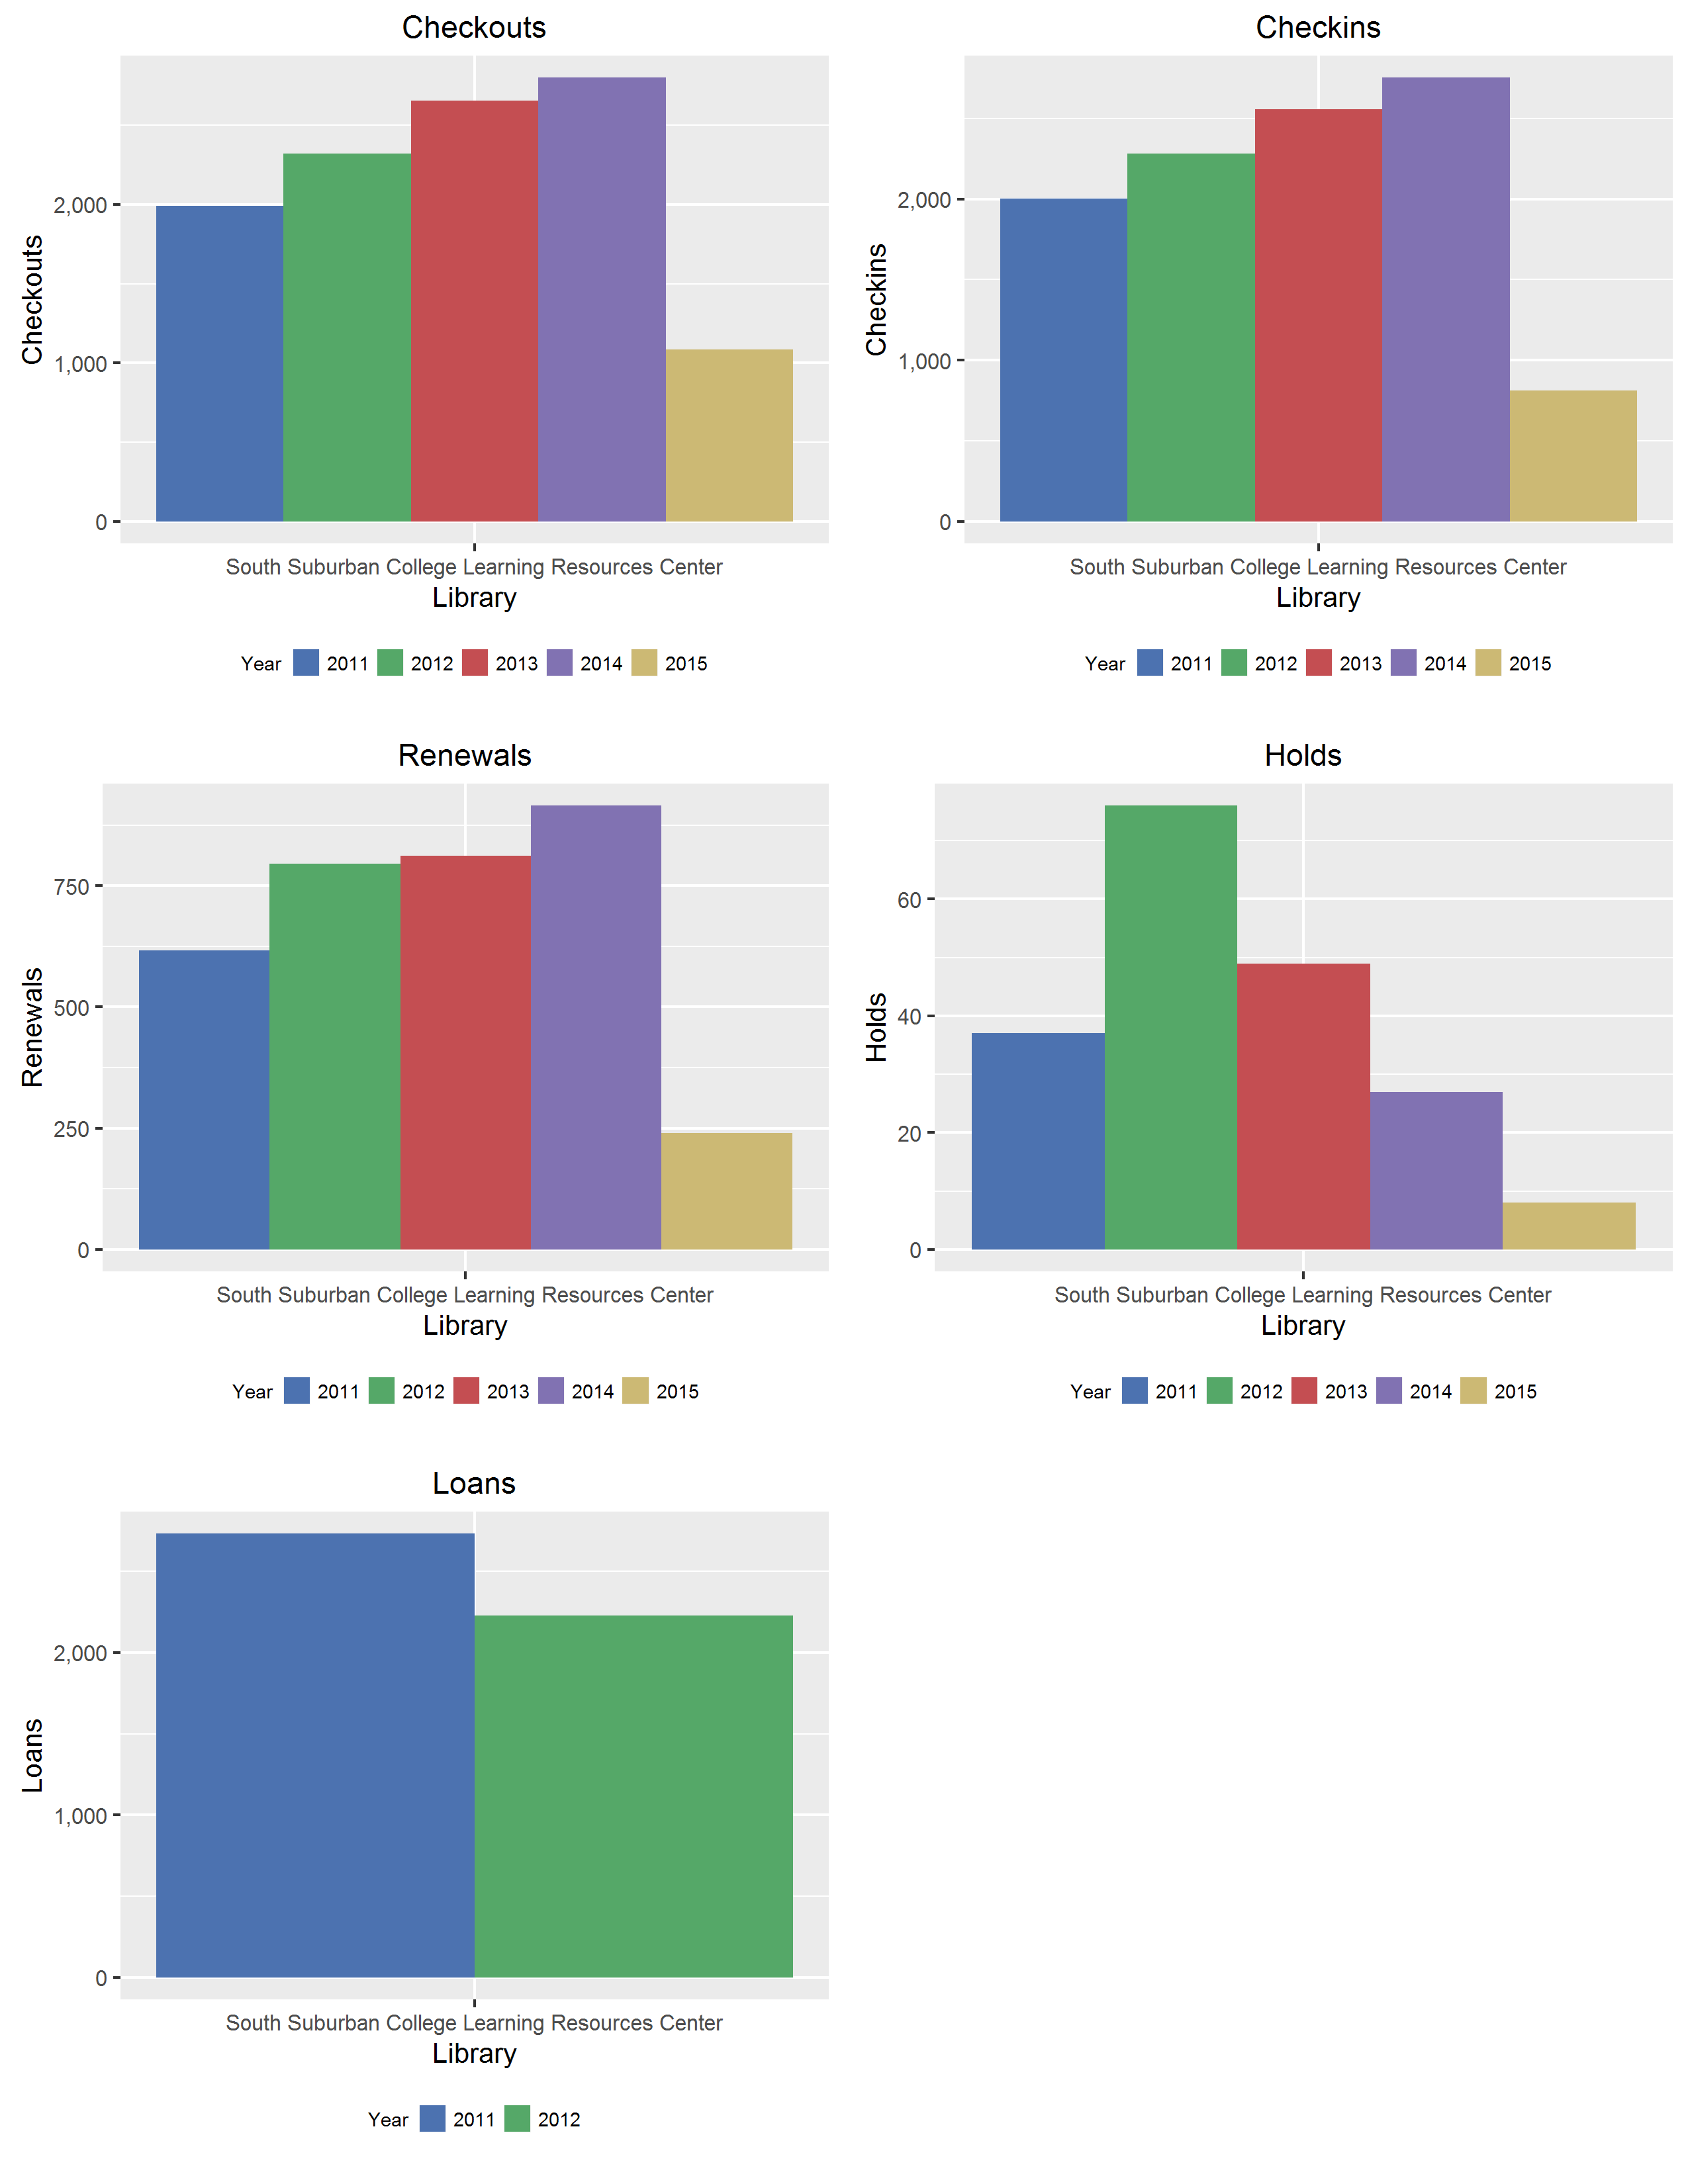 Checkouts
Checkouts
2,000
1,000
0
South Suburban College Learning Resources Center
Library
Year 2011 2012 2013 2014 2015
Checkins
Checkins
2,000
1,000
0
South Suburban College Learning Resources Center
Library
Year 2011 2012 2013 2014 2015
Renewals
Renewals
750
500
250
0
South Suburban College Learning Resources Center
Library
Year 2011 2012 2013 2014 2015
Holds
Holds
60
40
20
0
South Suburban College Learning Resources Center
Library
Year 2011 2012 2013 2014 2015
Loans
Loans
2,000
1,000
0
South Suburban College Learning Resources Center
Library
Year 2011 2012